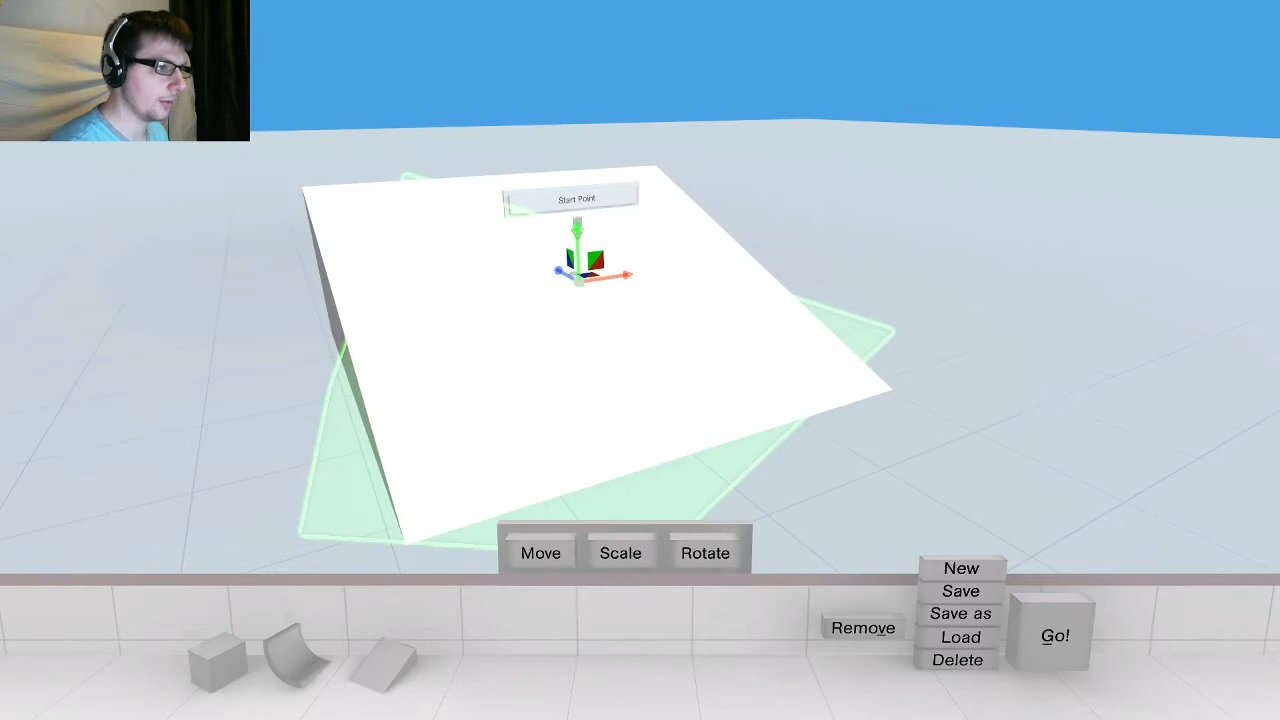 Start Point
Move Scale Rotate
New
Save
Save as
Load
Delete
Remove
Go!